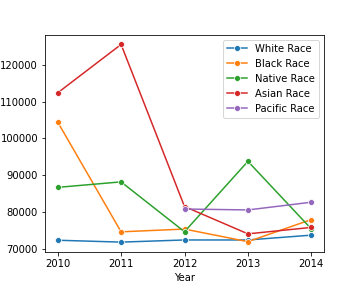 White Race
Black Race
Native Race
Asian Race
Pacific Race
120000
110000
100000
90000
80000
70000
2010 2011 2012 2013 2014
Year